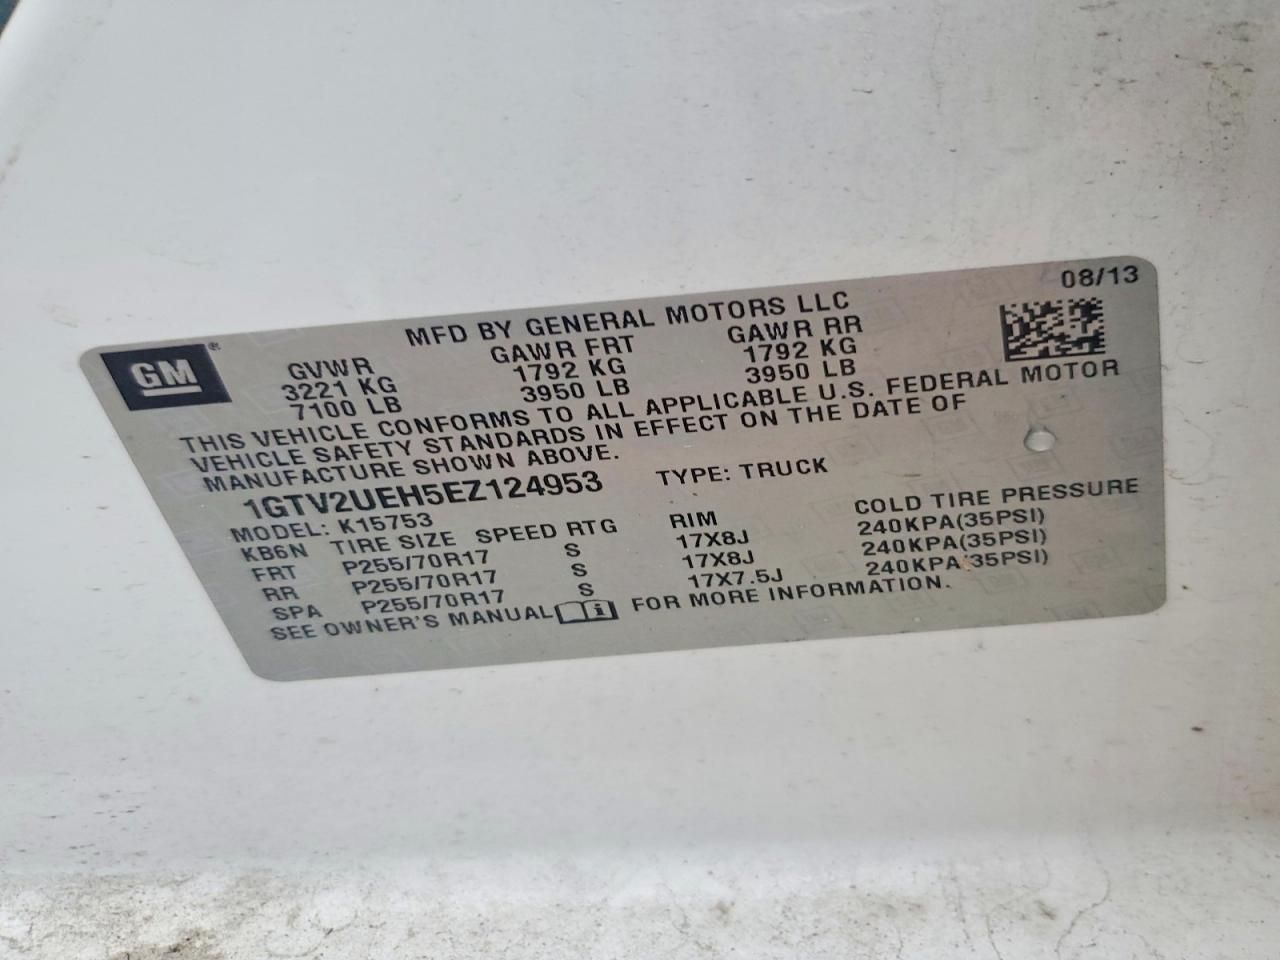 08/13
MFD BY GENERAL MOTORS LLC
GM®
GVWR GAWR FRT GAWR RR
3221 KG 1792 KG 1792 KG
7100 LB 3950 LB 3950 LB
THIS VEHICLE CONFORMS TO ALL APPLICABLE U.S. FEDERAL MOTOR
VEHICLE SAFETY STANDARDS IN EFFECT ON THE DATE OF
MANUFACTURE SHOWN ABOVE.
1GTV2UEH5EZ124953 TYPE: TRUCK
MODEL: K15753
KB6N TIRE SIZE SPEED RTG RIM COLD TIRE PRESSURE
FRT P255/70R17 S 17X8J 240KPA(35PSI)
RR P255/70R17 S 17X8J 240KPA(35PSI)
SPA P255/70R17 S 17X7.5J 240KPA(35PSI)
SEE OWNER'S MANUAL i FOR MORE INFORMATION.